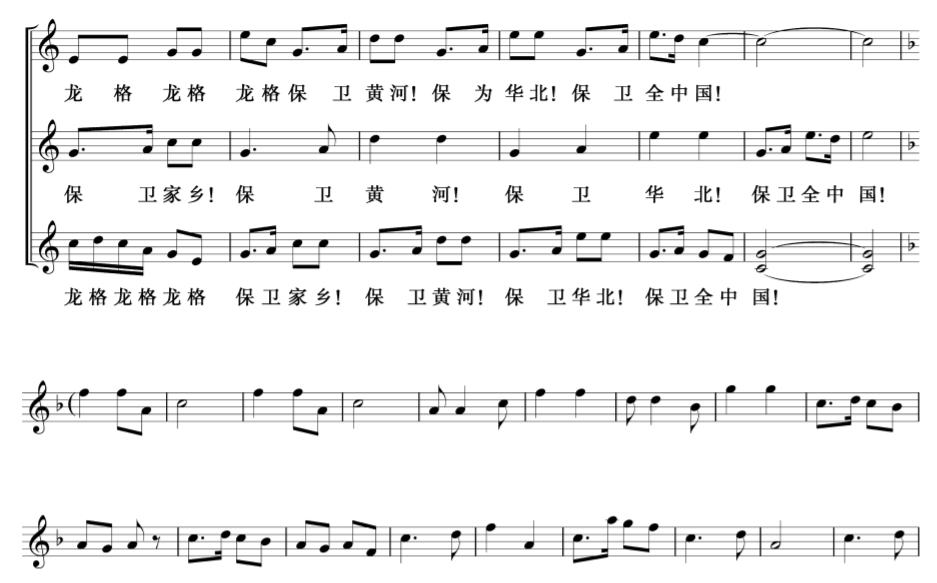 龙 格 龙格 龙格保 卫 黄河！保 为 华北！保 卫 全中国！
保 卫家乡！保 卫 黄 河！ 保 卫 华 北！ 保卫全中 国！
龙格龙格龙格 保卫家乡！ 保 卫黄河！ 保 卫华北！ 保卫全中 国！